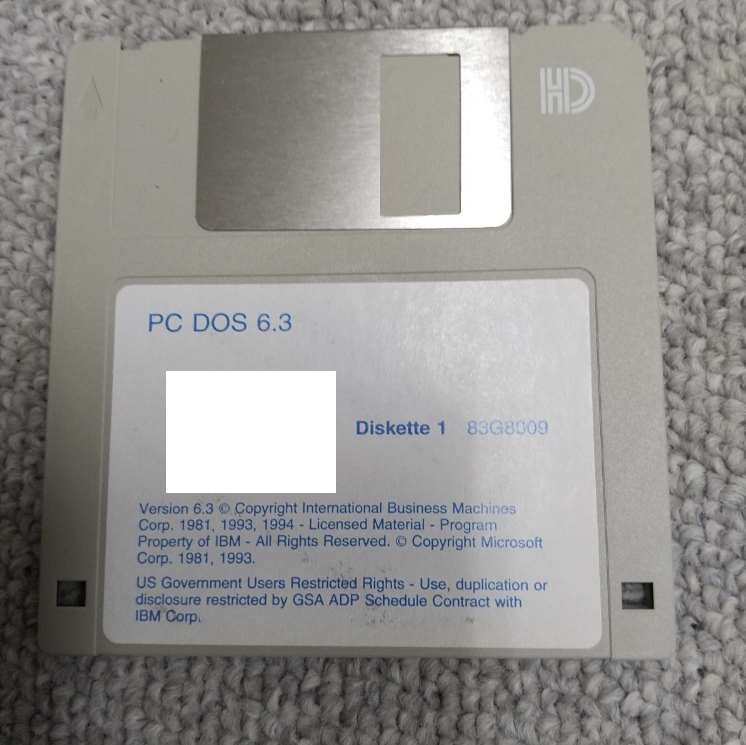 HD
PC DOS 6.3
Diskette 1 83G8009
Version 6.3 © Copyright International Business Machines
Corp. 1981, 1993, 1994 - Licensed Material - Program
Property of IBM - All Rights Reserved. © Copyright Microsoft
Corp. 1981, 1993.
US Government Users Restricted Rights - Use, duplication or
disclosure restricted by GSA ADP Schedule Contract with
IBM Corp.